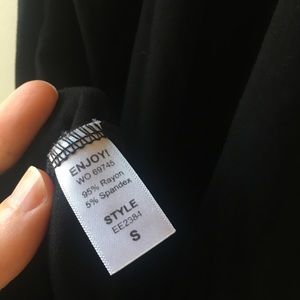 ENJOY!
WO 69745
95% Rayon
5% Spandex
STYLE
EE2384
S